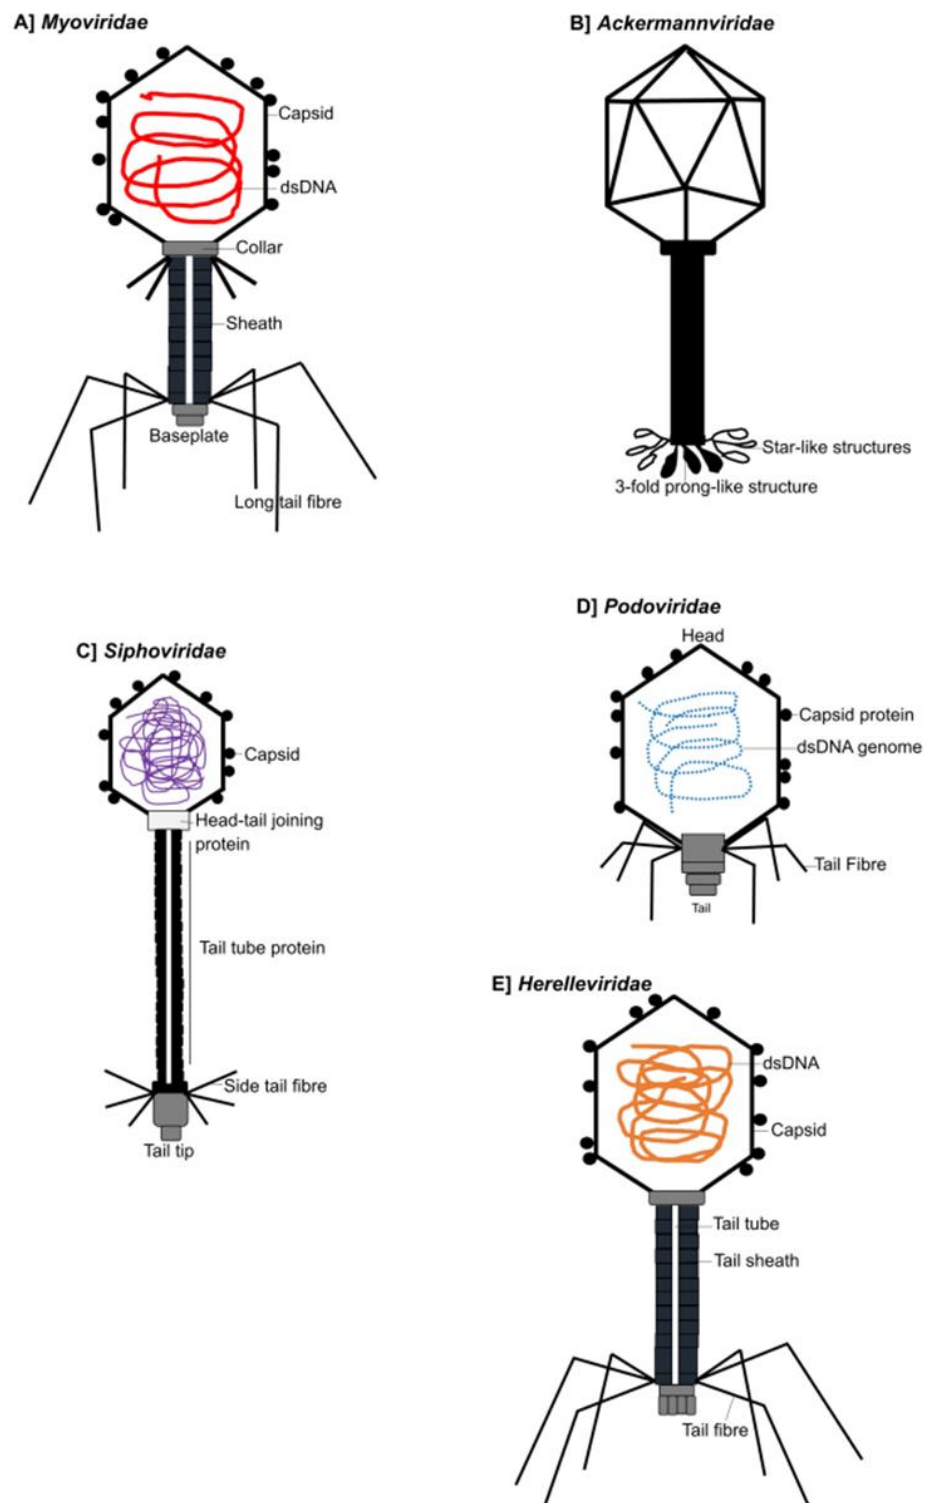 A] Myoviridae
Capsid
dsDNA
Collar
Sheath
Baseplate
Long tail fibre
B] Ackermannviridae
Star-like structures
3-fold prong-like structure
C] Siphoviridae
Capsid
Head-tail joining
protein
Tail tube protein
Side tail fibre
Tail tip
D] Podoviridae
Head
Capsid protein
dsDNA genome
Tail Fibre
Tail
E] Herelleviridae
dsDNA
Capsid
Tail tube
Tail sheath
Tail fibre